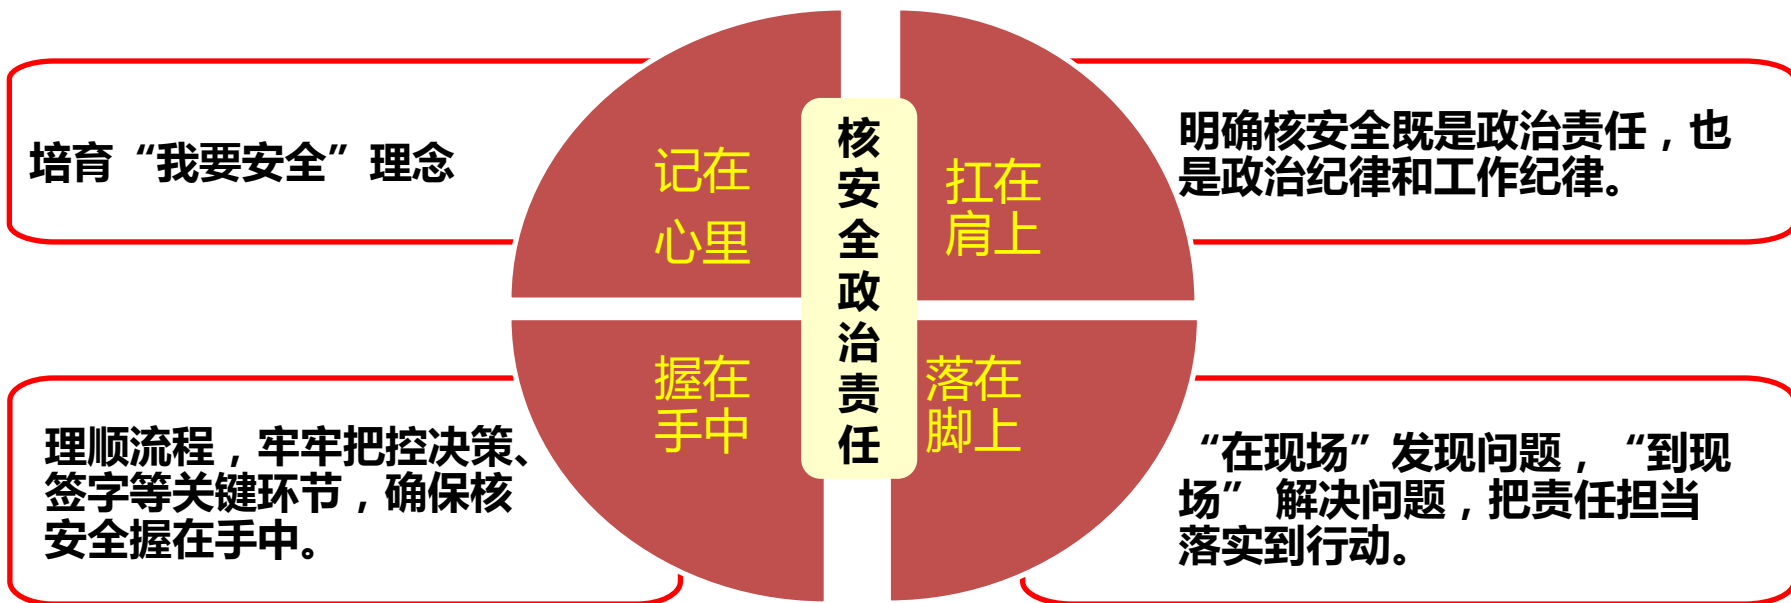 培育“我要安全”理念
记在
心里
核安全政治责任
扛在
肩上
明确核安全既是政治责任，也
是政治纪律和工作纪律。
理顺流程，牢牢把控决策、
签字等关键环节，确保核
安全握在手中。
握在
手中
落在
脚上
“在现场”发现问题，“到现
场” 解决问题，把责任担当
落实到行动。